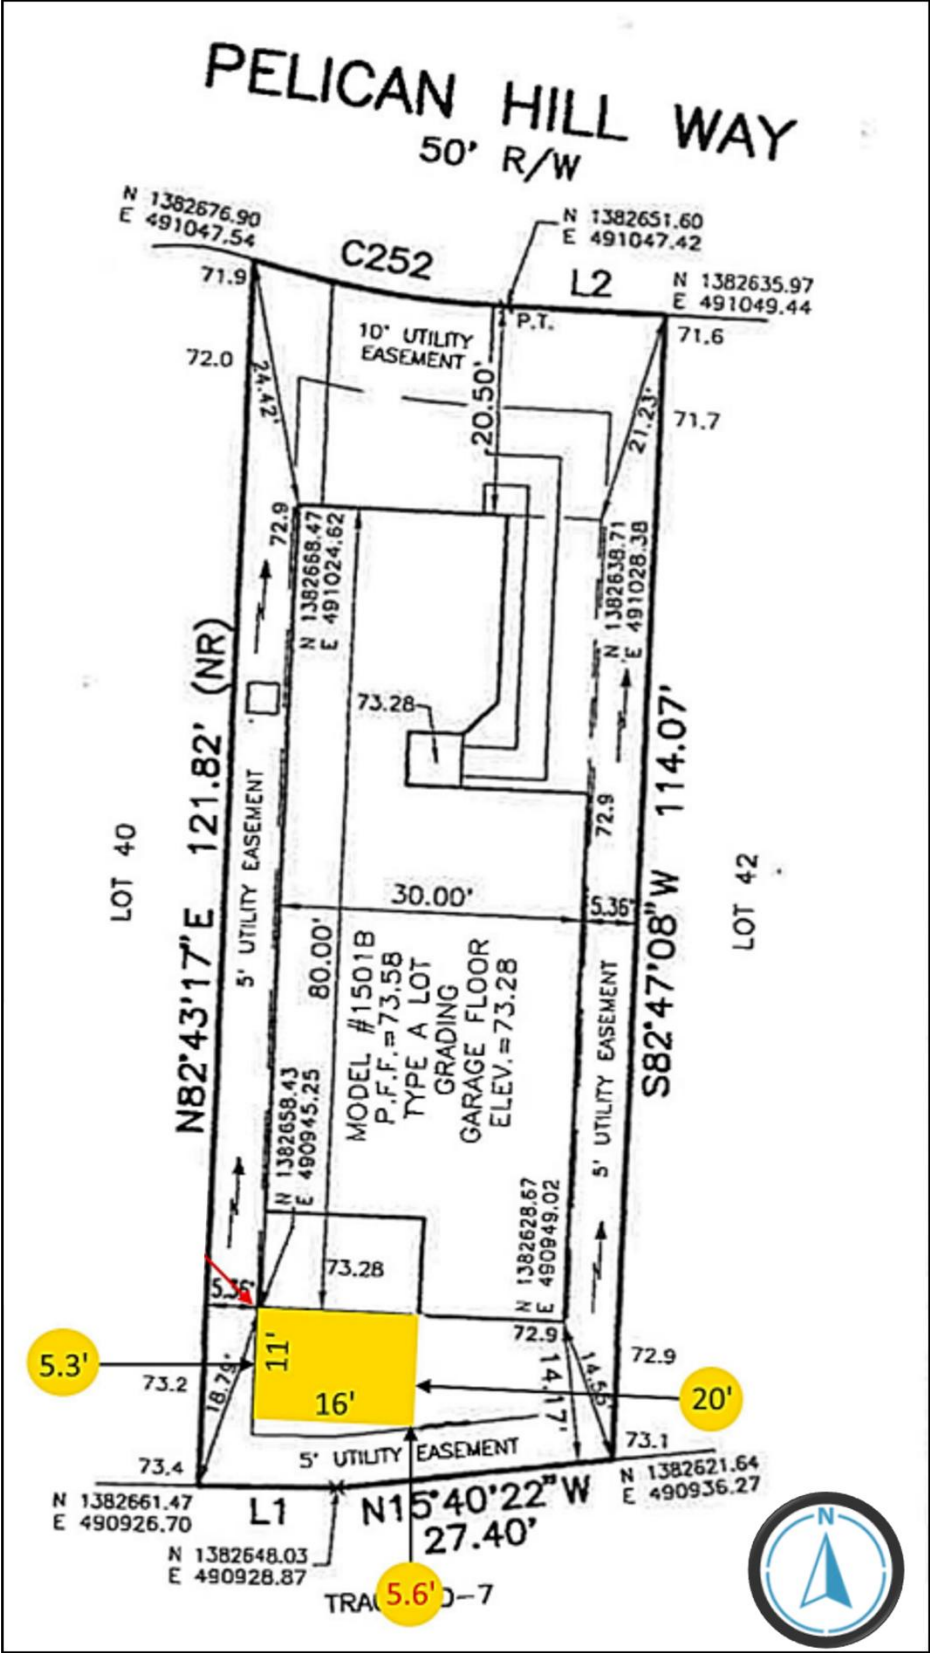 PELICAN HILL WAY
50' R/W
N 1382676.90
E 491047.54
N 1382651.60
E 491047.42
C252
L2
N 1382635.97
E 491049.44
71.9
P.T.
71.6
10' UTILITY
EASEMENT
72.0
24.42'
20.50'
21.23'
71.7
72.9
N 1382668.47
E 491024.62
N 1382638.71
E 491028.38
73.28
N82°43'17"E 121.82' (NR)
S82°47'08"W 114.07'
LOT 40
LOT 42
5' UTILITY EASEMENT
72.9
30.00'
5.36'
80.00'
MODEL #1501B
P.F.F.=73.58
TYPE A LOT
GRADING
GARAGE FLOOR
ELEV.=73.28
5' UTILITY EASEMENT
N 1382658.43
E 490945.25
N 1382628.67
E 490949.02
73.28
5.36'
72.9
11'
5.3'
18.79'
14.17'
14.55'
72.9
73.2
16'
20'
5' UTILITY EASEMENT
73.1
73.4
N 1382621.64
E 490936.27
N 1382661.47
E 490926.70
L1
N15°40'22"W
27.40'
N 1382648.03
E 490928.87
5.6'
D-7
N